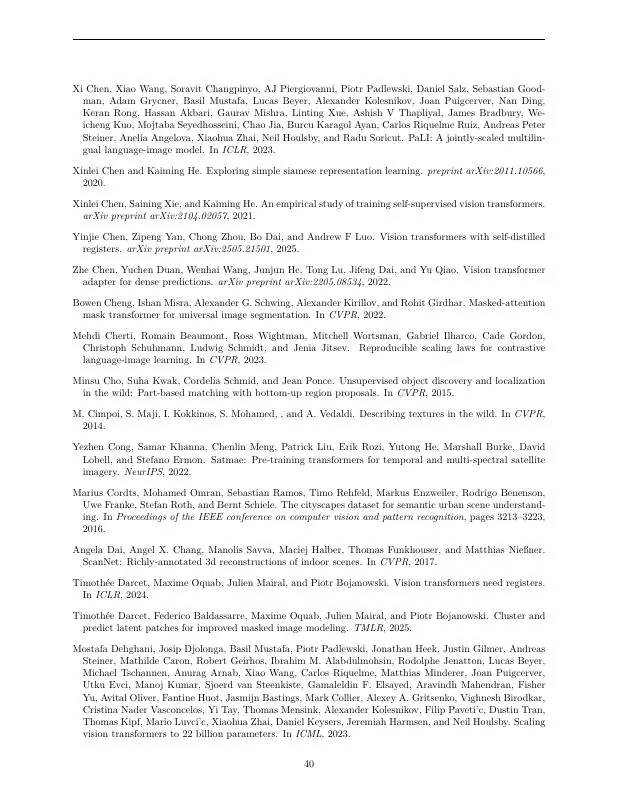 Xi Chen, Xiao Wang, Soravit Changpinyo, AJ Piergiovanni, Piotr Padlewski, Daniel Salz, Sebastian Good-
man, Adam Grycner, Basil Mustafa, Lucas Beyer, Alexander Kolesnikov, Joan Puigcerver, Nan Ding,
Keran Rong, Hassan Akbari, Gaurav Mishra, Linting Xue, Ashish V Thapliyal, James Bradbury, We-
icheng Kuo, Mojtaba Seyedhosseini, Chao Jia, Burcu Karagol Ayan, Carlos Riquelme Ruiz, Andreas Peter
Steiner, Anelia Angelova, Xiaohua Zhai, Neil Houlsby, and Radu Soricut. PaLI: A jointly-scaled multilin-
gual language-image model. In ICLR, 2023.
Xinlei Chen and Kaiming He. Exploring simple siamese representation learning. preprint arXiv:2011.10566,
2020.
Xinlei Chen, Saining Xie, and Kaiming He. An empirical study of training self-supervised vision transformers.
arXiv preprint arXiv:2104.02057, 2021.
Yinjie Chen, Zipeng Yan, Chong Zhou, Bo Dai, and Andrew F Luo. Vision transformers with self-distilled
registers. arXiv preprint arXiv:2505.21501, 2025.
Zhe Chen, Yuchen Duan, Wenhai Wang, Junjun He, Tong Lu, Jifeng Dai, and Yu Qiao. Vision transformer
adapter for dense predictions. arXiv preprint arXiv:2205.08534, 2022.
Bowen Cheng, Ishan Misra, Alexander G. Schwing, Alexander Kirillov, and Rohit Girdhar. Masked-attention
mask transformer for universal image segmentation. In CVPR, 2022.
Mehdi Cherti, Romain Beaumont, Ross Wightman, Mitchell Wortsman, Gabriel Ilharco, Cade Gordon,
Christoph Schuhmann, Ludwig Schmidt, and Jenia Jitsev. Reproducible scaling laws for contrastive
language-image learning. In CVPR, 2023.
Minsu Cho, Suha Kwak, Cordelia Schmid, and Jean Ponce. Unsupervised object discovery and localization
in the wild: Part-based matching with bottom-up region proposals. In CVPR, 2015.
M. Cimpoi, S. Maji, I. Kokkinos, S. Mohamed, , and A. Vedaldi. Describing textures in the wild. In CVPR,
2014.
Yezhen Cong, Samar Khanna, Chenlin Meng, Patrick Liu, Erik Rozi, Yutong He, Marshall Burke, David
Lobell, and Stefano Ermon. Satmae: Pre-training transformers for temporal and multi-spectral satellite
imagery. NeurIPS, 2022.
Marius Cordts, Mohamed Omran, Sebastian Ramos, Timo Rehfeld, Markus Enzweiler, Rodrigo Benenson,
Uwe Franke, Stefan Roth, and Bernt Schiele. The cityscapes dataset for semantic urban scene understand-
ing. In Proceedings of the IEEE conference on computer vision and pattern recognition, pages 3213–3223,
2016.
Angela Dai, Angel X. Chang, Manolis Savva, Maciej Halber, Thomas Funkhouser, and Matthias Nießner.
ScanNet: Richly-annotated 3d reconstructions of indoor scenes. In CVPR, 2017.
Timothée Darcet, Maxime Oquab, Julien Mairal, and Piotr Bojanowski. Vision transformers need registers.
In ICLR, 2024.
Timothée Darcet, Federico Baldassarre, Maxime Oquab, Julien Mairal, and Piotr Bojanowski. Cluster and
predict latent patches for improved masked image modeling. TMLR, 2025.
Mostafa Dehghani, Josip Djolonga, Basil Mustafa, Piotr Padlewski, Jonathan Heek, Justin Gilmer, Andreas
Steiner, Mathilde Caron, Robert Geirhos, Ibrahim M. Alabdulmohsin, Rodolphe Jenatton, Lucas Beyer,
Michael Tschannen, Anurag Arnab, Xiao Wang, Carlos Riquelme, Matthias Minderer, Joan Puigcerver,
Utku Evci, Manoj Kumar, Sjoerd van Steenkiste, Gamaleldin F. Elsayed, Aravindh Mahendran, Fisher
Yu, Avital Oliver, Fantine Huot, Jasmijn Bastings, Mark Collier, Alexey A. Gritsenko, Vighnesh Birodkar,
Cristina Nader Vasconcelos, Yi Tay, Thomas Mensink, Alexander Kolesnikov, Filip Paveti'c, Dustin Tran,
Thomas Kipf, Mario Luvci'c, Xiaohua Zhai, Daniel Keysers, Jeremiah Harmsen, and Neil Houlsby. Scaling
vision transformers to 22 billion parameters. In ICML, 2023.
40